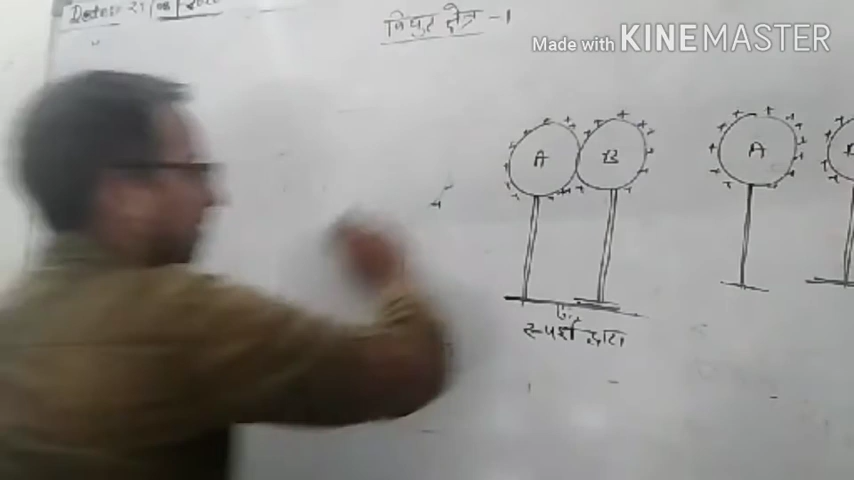 विद्युत क्षेत्र - 1
Made with KINEMASTER
A
B
A
स्पर्श द्वारा